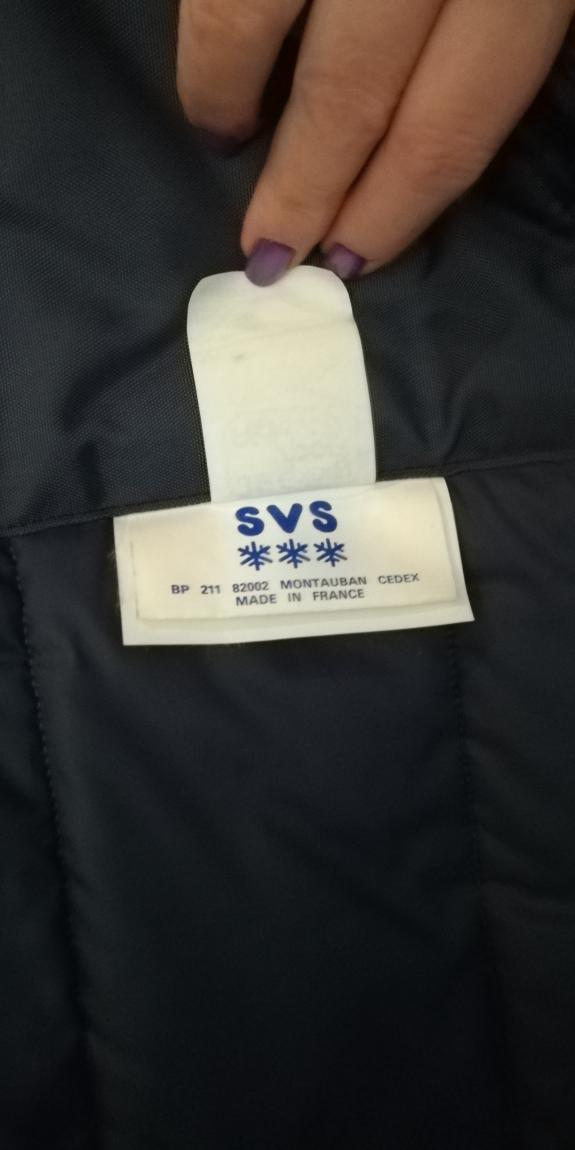 SVS
BP 211 82002 MONTAUBAN CEDEX
MADE IN FRANCE